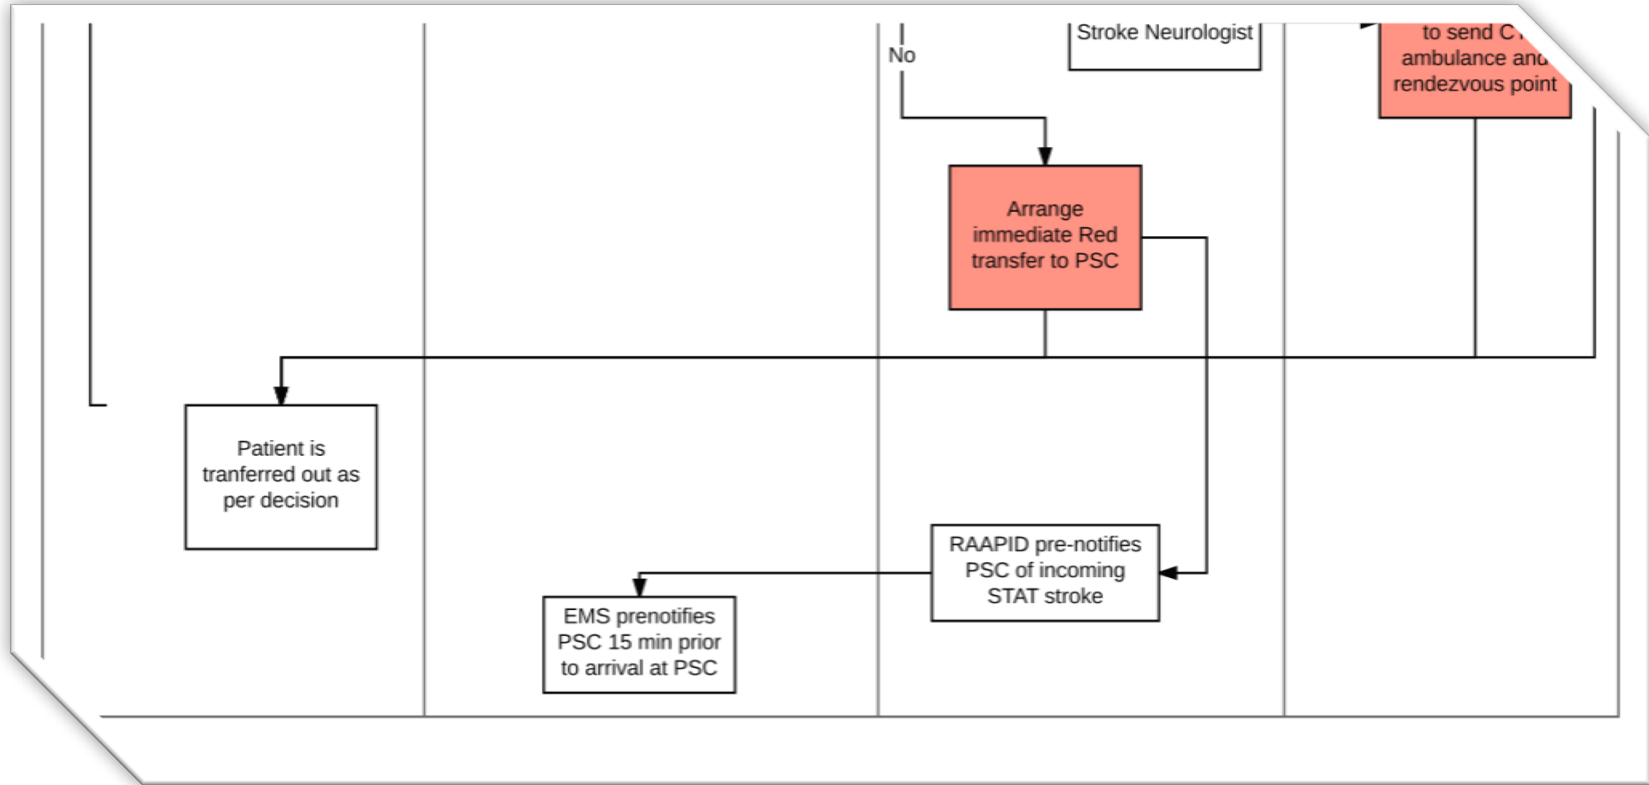 Stroke Neurologist
to send
ambulance and
rendezvous point
No
Arrange
immediate Red
transfer to PSC
Patient is
tranferred out as
per decision
RAAPID pre-notifies
PSC of incoming
STAT stroke
EMS prenotifies
PSC 15 min prior
to arrival at PSC